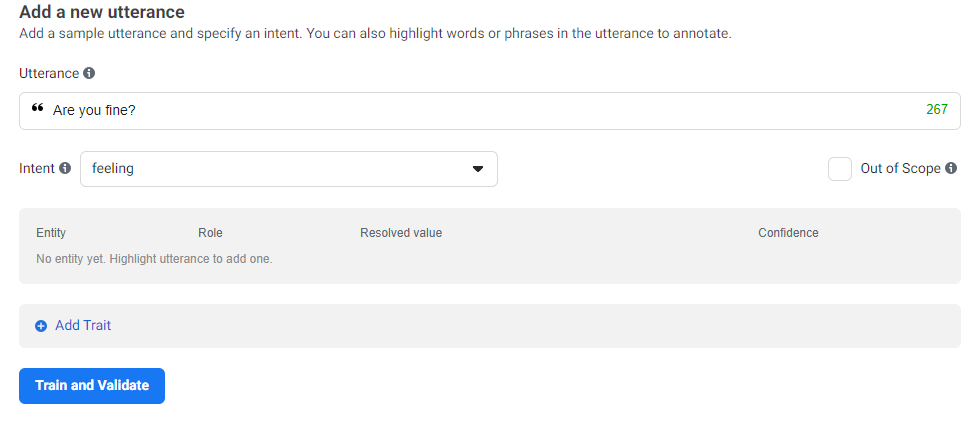 Add a new utterance
Add a sample utterance and specify an intent. You can also highlight words or phrases in the utterance to annotate.
Utterance
❝ Are you fine? 267
Intent feeling Out of Scope
Entity Role Resolved value Confidence
No entity yet. Highlight utterance to add one.
Add Trait
Train and Validate